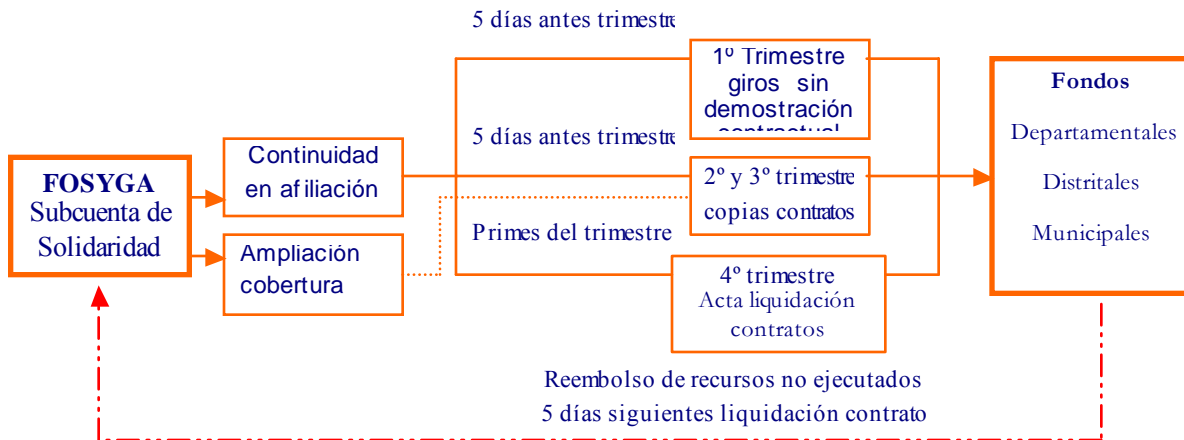 5 días antes trimestre
1º Trimestre
giros sin
demostración
contractual
5 días antes trimestre
Continuidad
en afiliación
FOSYGA
Subcuenta de
Solidaridad
2º y 3º trimestre
copias contratos
Primes del trimestre
Ampliación
cobertura
4º trimestre
Acta liquidación
contratos
Fondos
Departamentales
Distritales
Municipales
Reembolso de recursos no ejecutados
5 días siguientes liquidación contrato